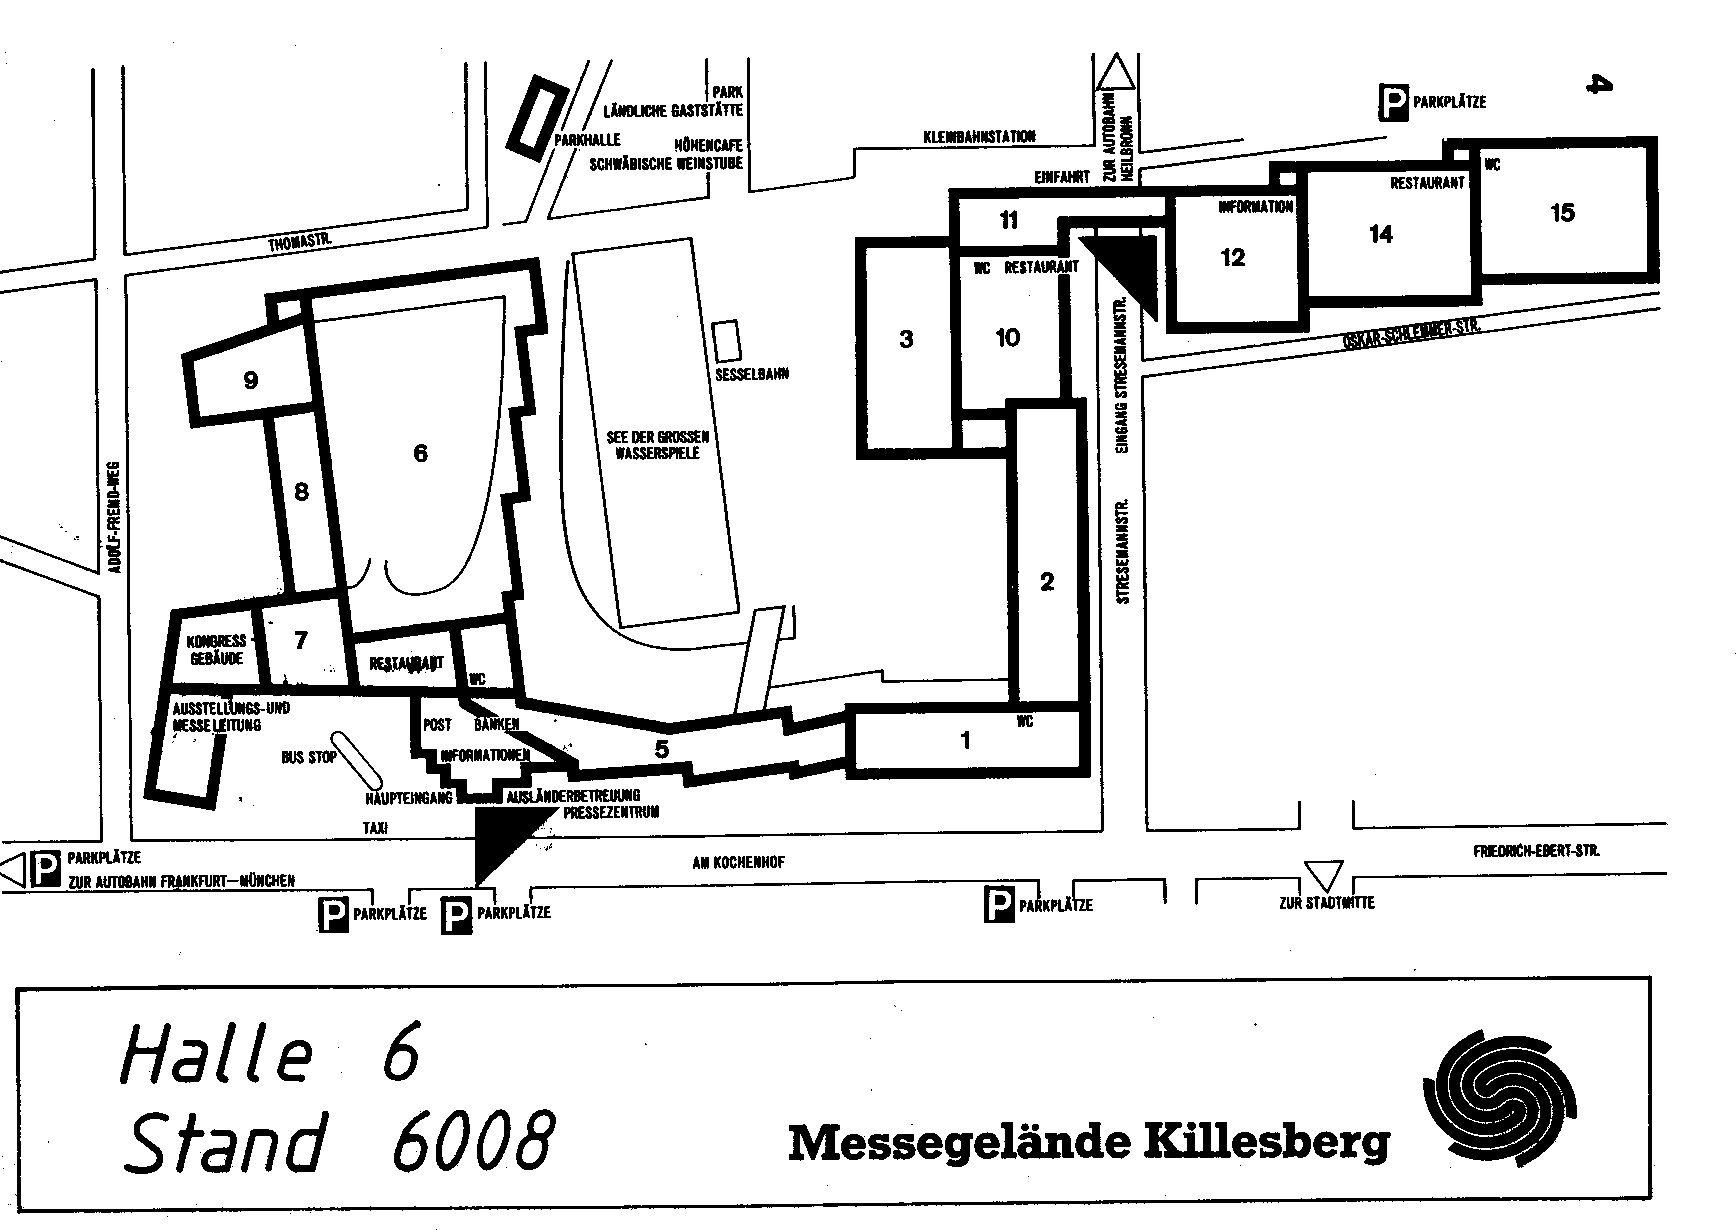 4
P PARKPLÄTZE
PARK
LÄNDLICHE GASTSTÄTTE
PARKHALLE
HÖHENCAFE
SCHWÄBISCHE WEINSTUBE
KLEINBAHNSTATION
ZUR AUTOBAHN
HEILBRONN
EINFAHRT
THOMASTR.
11
INFORMATION
12
RESTAURANT
14
WC
15
WC RESTAURANT
10
3
OSKAR-SCHLEMMER-STR.
EINGANG STRESEMANNSTR.
STRESEMANNSTR.
SESSELBAHN
SEE DER GROSSEN
WASSERSPIELE
9
6
8
ADOLF-FREMD-WEG
2
KONGRESS
GEBÄUDE
7
RESTAURANT
WC
AUSSTELLUNGS-UND
MESSELEITUNG
POST BANKEN
INFORMATIONEN
5
1
WC
BUS STOP
HAUPTEINGANG
AUSLÄNDERBETREUUNG
PRESSEZENTRUM
TAXI
P PARKPLÄTZE
ZUR AUTOBAHN FRANKFURT—MÜNCHEN
AM KOCHENHOF
FRIEDRICH-EBERT-STR.
P PARKPLÄTZE
P PARKPLÄTZE
P PARKPLÄTZE
ZUR STADTMITTE
Halle 6
Stand 6008
Messegelände Killesberg